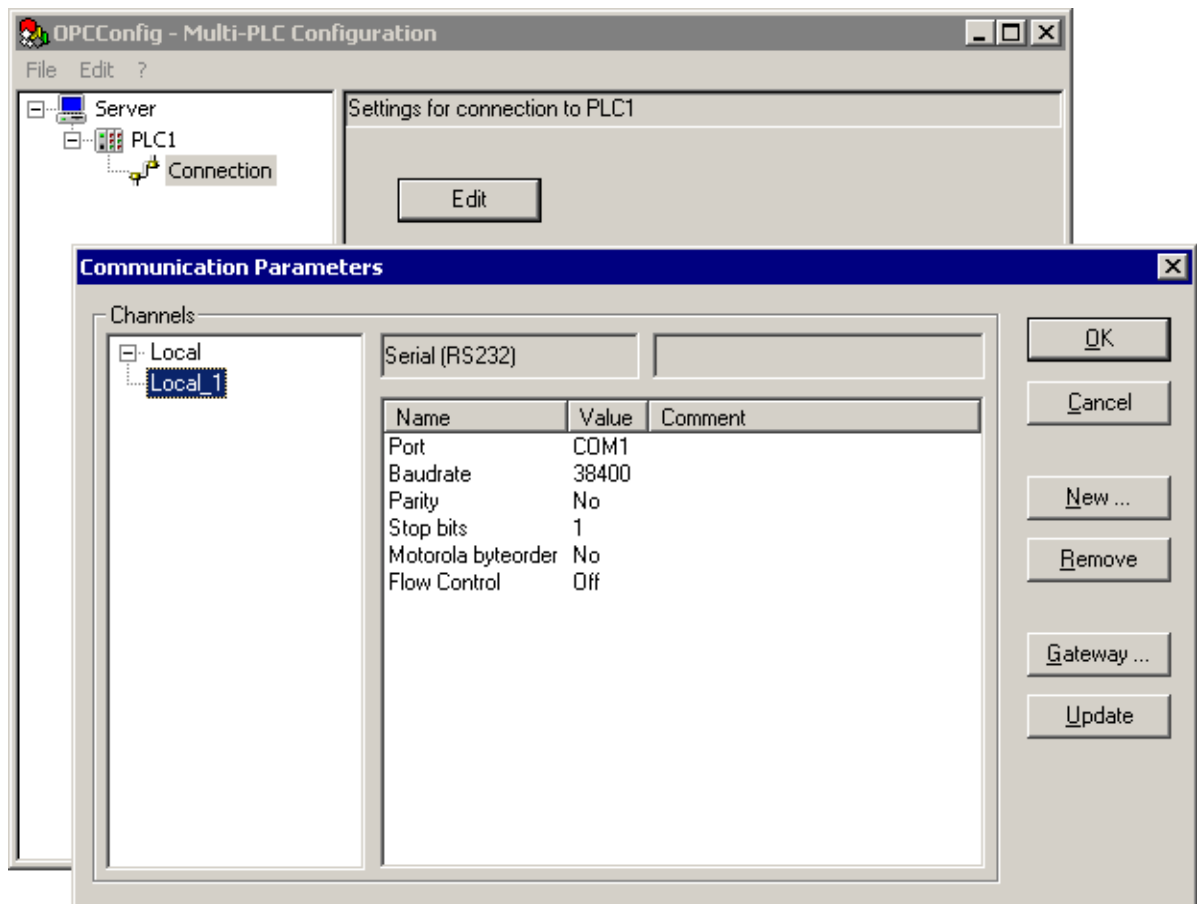 OPCConfig - Multi-PLC Configuration
File Edit ?
Server
PLC1
Connection
Settings for connection to PLC1
Edit
Communication Parameters
Channels
Local
Local_1
Serial (RS232)
Name Value Comment
Port COM1
Baudrate 38400
Parity No
Stop bits 1
Motorola byteorder No
Flow Control Off
OK
Cancel
New ...
Remove
Gateway ...
Update